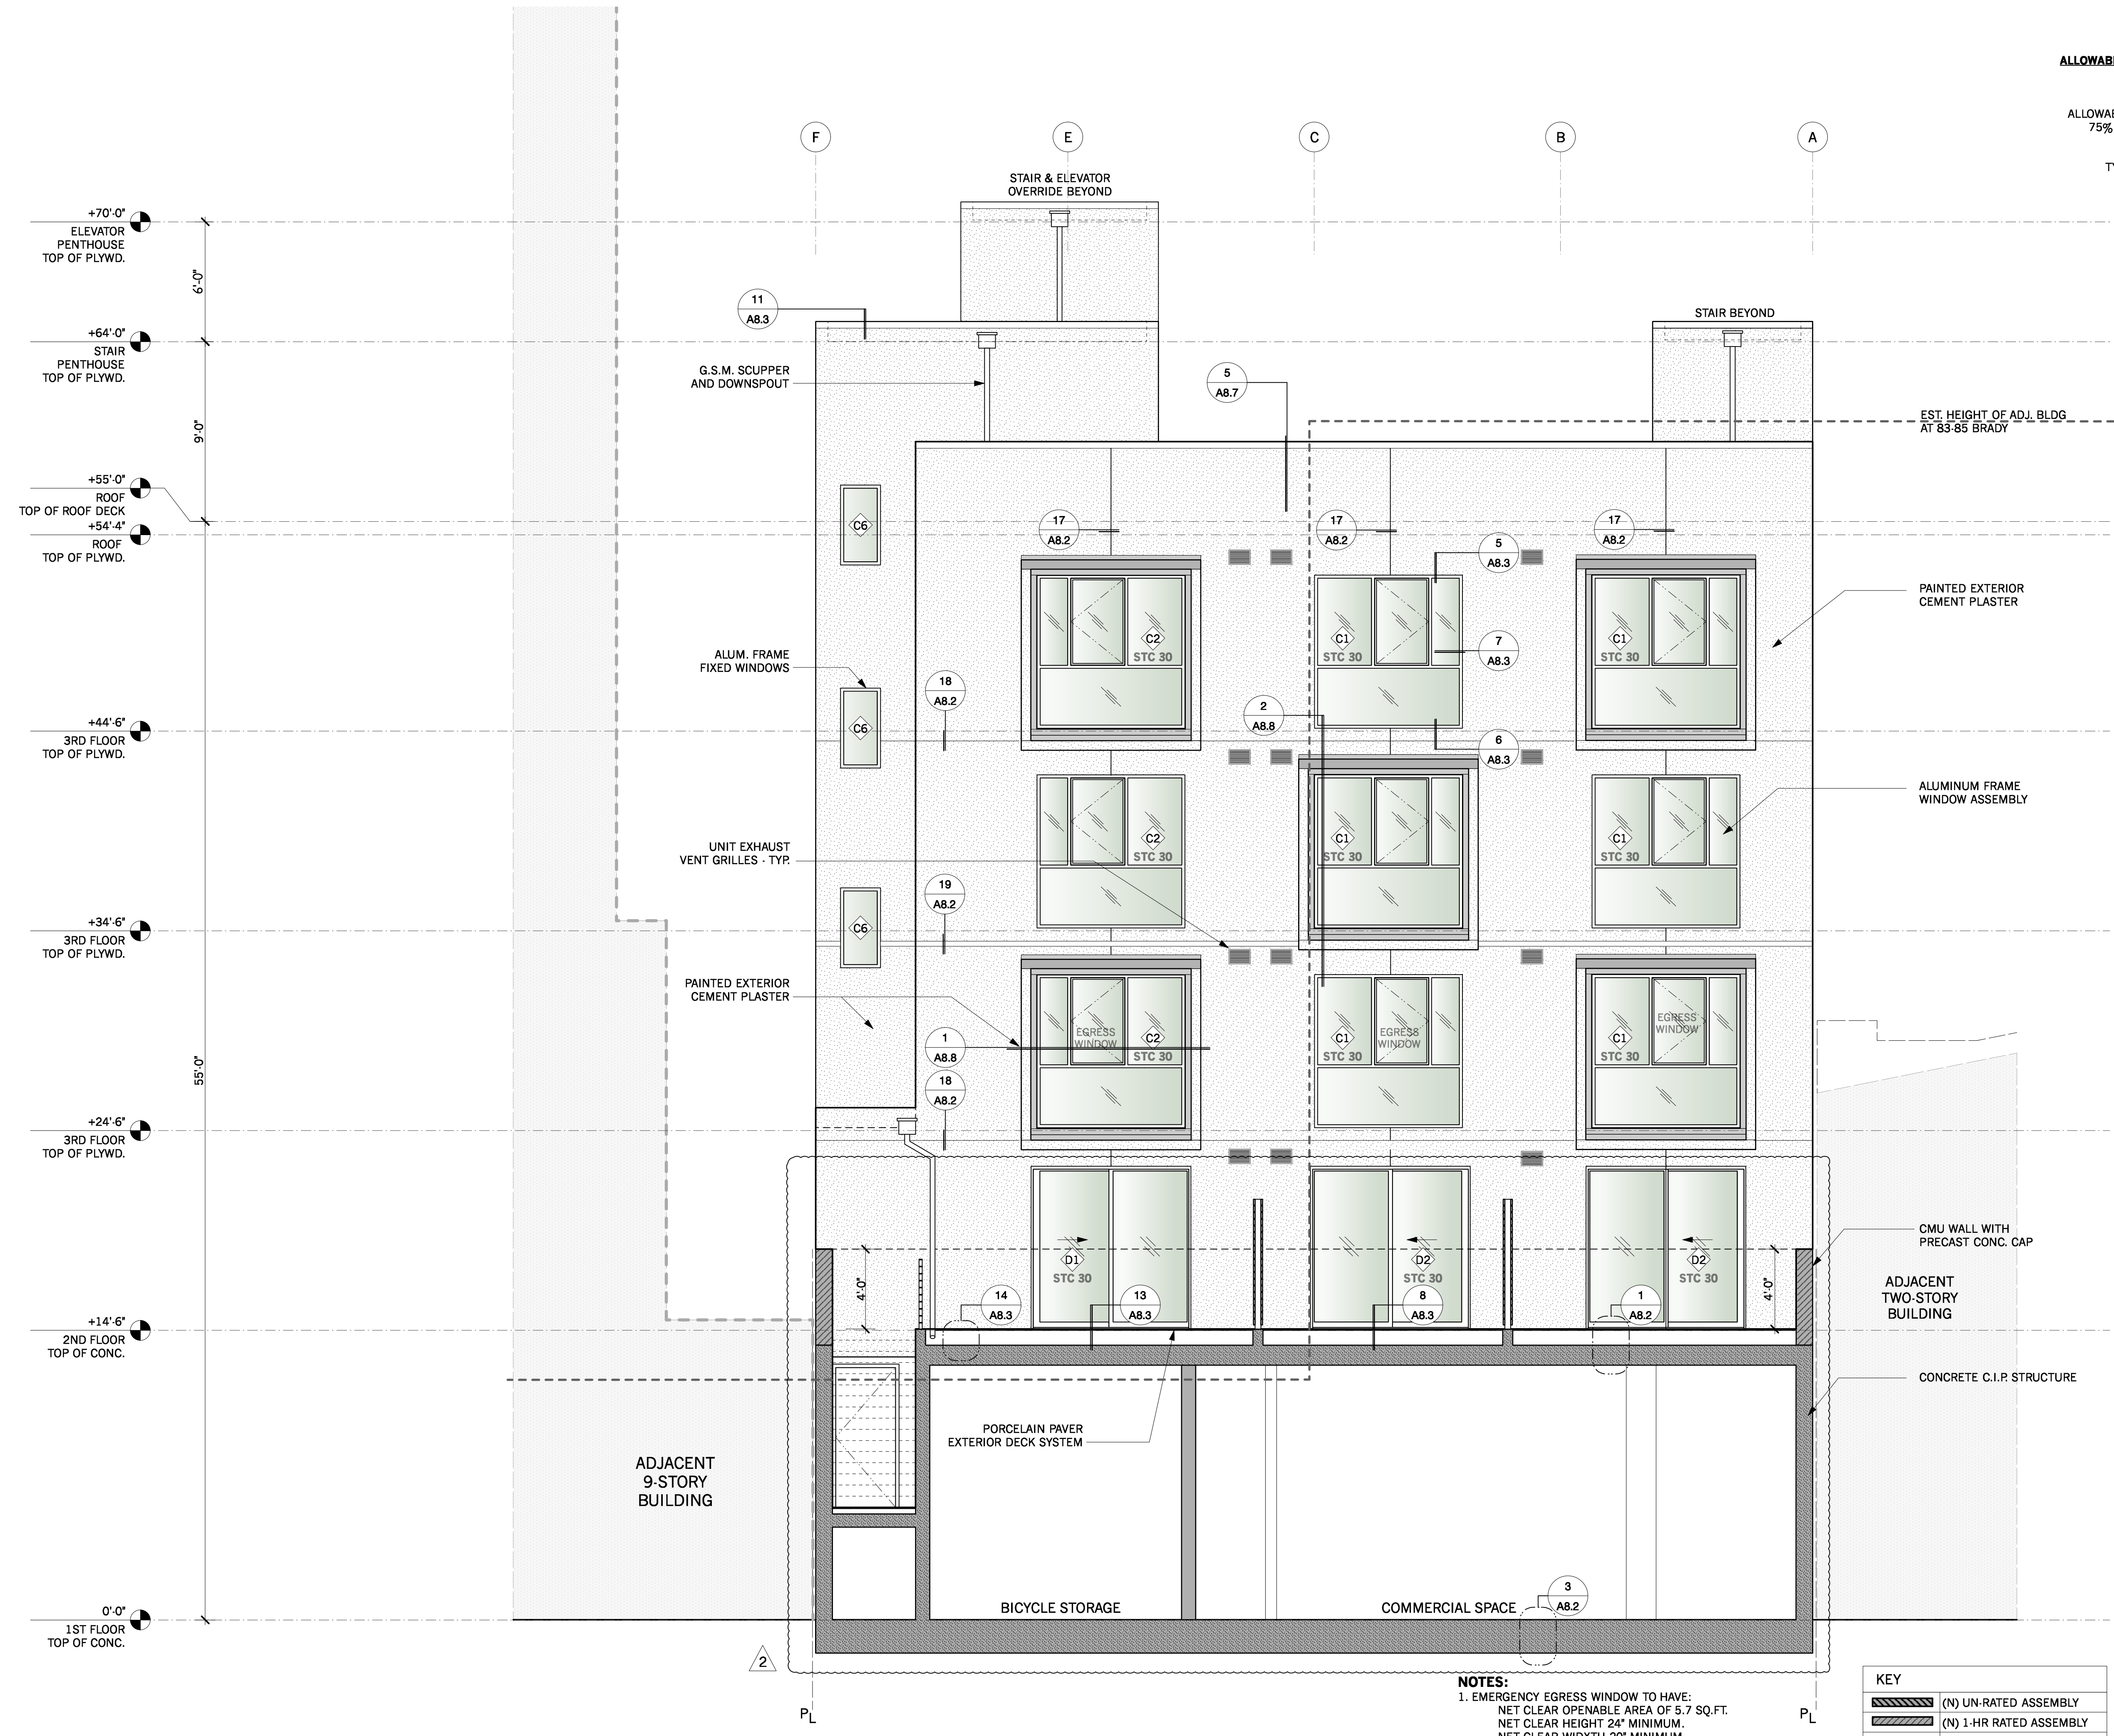 ALLOWAB
ALLOWAB
75%
F
E
C
B
A
STAIR & ELEVATOR
OVERRIDE BEYOND
+70'-0"
ELEVATOR
PENTHOUSE
TOP OF PLYWD.
6'-0"
11
A8.3
STAIR BEYOND
+64'-0"
STAIR
PENTHOUSE
TOP OF PLYWD.
G.S.M. SCUPPER
AND DOWNSPOUT
5
A8.7
9'-0"
EST. HEIGHT OF ADJ. BLDG
AT 83-85 BRADY
+55'-0"
ROOF
TOP OF ROOF DECK
+54'-4"
ROOF
TOP OF PLYWD.
C6
17
A8.2
17
A8.2
17
A8.2
5
A8.3
PAINTED EXTERIOR
CEMENT PLASTER
C2
STC 30
C1
STC 30
7
A8.3
C1
STC 30
ALUM. FRAME
FIXED WINDOWS
18
A8.2
2
A8.8
6
A8.3
+44'-6"
3RD FLOOR
TOP OF PLYWD.
C6
ALUMINUM FRAME
WINDOW ASSEMBLY
C2
STC 30
C1
STC 30
C1
STC 30
UNIT EXHAUST
VENT GRILLES - TYP.
19
A8.2
+34'-6"
3RD FLOOR
TOP OF PLYWD.
C6
PAINTED EXTERIOR
CEMENT PLASTER
EGRESS
WINDOW
C2
STC 30
C1
STC 30
EGRESS
WINDOW
C1
STC 30
EGRESS
WINDOW
1
A8.8
18
A8.2
55'-0"
+24'-6"
3RD FLOOR
TOP OF PLYWD.
CMU WALL WITH
PRECAST CONC. CAP
D1
STC 30
D2
STC 30
D2
STC 30
4'-0"
4'-0"
14
A8.3
13
A8.3
8
A8.3
1
A8.2
ADJACENT
TWO-STORY
BUILDING
+14'-6"
2ND FLOOR
TOP OF CONC.
CONCRETE C.I.P. STRUCTURE
PORCELAIN PAVER
EXTERIOR DECK SYSTEM
ADJACENT
9-STORY
BUILDING
BICYCLE STORAGE
COMMERCIAL SPACE
3
A8.2
0'-0"
1ST FLOOR
TOP OF CONC.
2
PL
PL
NOTES:
1. EMERGENCY EGRESS WINDOW TO HAVE:
NET CLEAR OPENABLE AREA OF 5.7 SQ.FT.
NET CLEAR HEIGHT 24" MINIMUM.
KEY
(N) UN-RATED ASSEMBLY
(N) 1-HR RATED ASSEMBLY